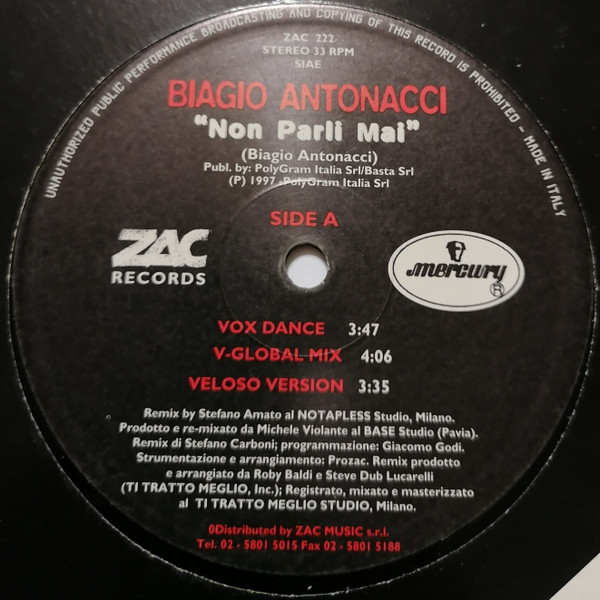 UNAUTHORIZED PUBLIC PERFORMANCE BROADCASTING AND COPYING OF THIS RECORD IS PROHIBITED - MADE IN ITALY
ZAC 222
STEREO 33 RPM
SIAE
BIAGIO ANTONACCI
"Non Parli Mai"
(Biagio Antonacci)
Publ. by: PolyGram Italia Srl/Basta Srl
(P) 1997 -PolyGram Italia Srl
SIDE A
ZAC
RECORDS
mercury
R
VOX DANCE 3:47
V-GLOBAL MIX 4:06
VELOSO VERSION 3:35
Remix by Stefano Amato al NOTAPLESS Studio, Milano.
Prodotto e re-mixato da Michele Violante al BASE Studio (Pavia).
Remix di Stefano Carboni; programmazione: Giacomo Godi.
Strumentazione e arrangiamento: Prozac. Remix prodotto
e arrangiato da Roby Baldi e Steve Dub Lucarelli
(TI TRATTO MEGLIO, Inc.); Registrato, mixato e masterizzato
al TI TRATTO MEGLIO STUDIO, Milano.
0Distributed by ZAC MUSIC s.r.l.
Tel. 02 - 5801 5015 Fax 02 - 5801 5188